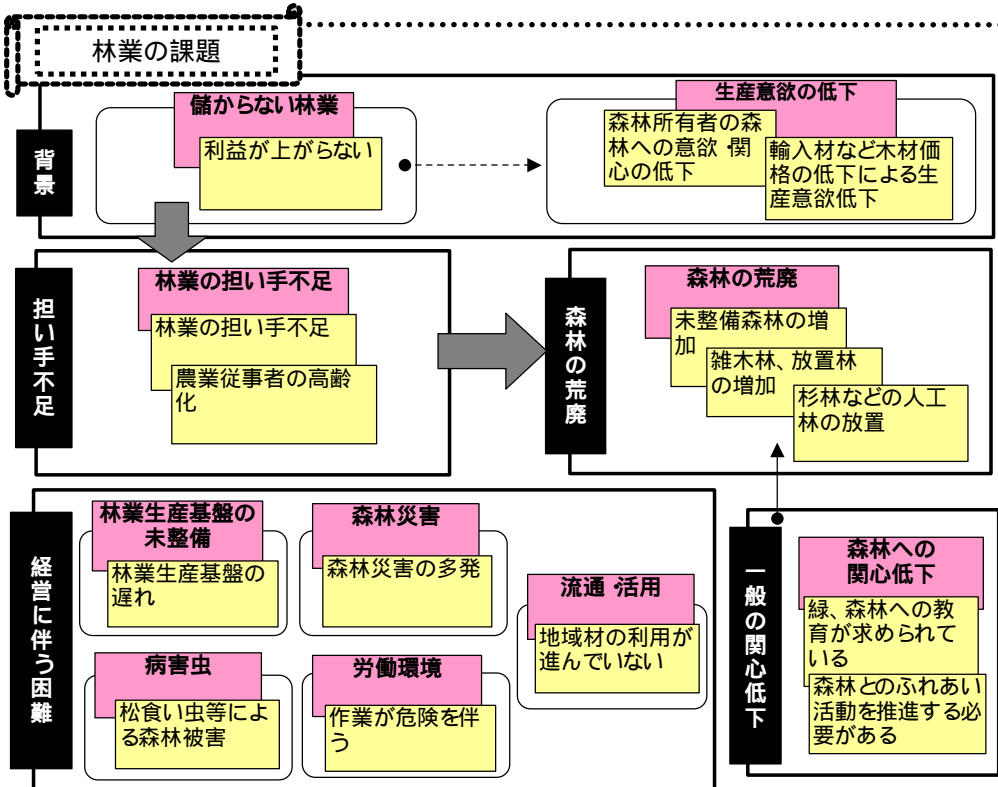 林業の課題
背景
儲からない林業
利益が上がらない
生産意欲の低下
森林所有者の森
林への意欲・関
心の低下
輸入材など木材価
格の低下による生
産意欲低下
担い手不足
林業の担い手不足
林業の担い手不足
農業従事者の高齢
化
森林の荒廃
森林の荒廃
未整備森林の増
加
雑木林、放置林
の増加
杉林などの人工
林の放置
経営に伴う困難
林業生産基盤の
未整備
林業生産基盤の
遅れ
森林災害
森林災害の多発
流通・活用
地域材の利用が
進んでいない
病害虫
松食い虫等によ
る森林被害
労働環境
作業が危険を伴
う
一般の関心低下
森林への
関心低下
緑、森林への教
育が求められて
いる
森林とのふれあい
活動を推進する必
要がある